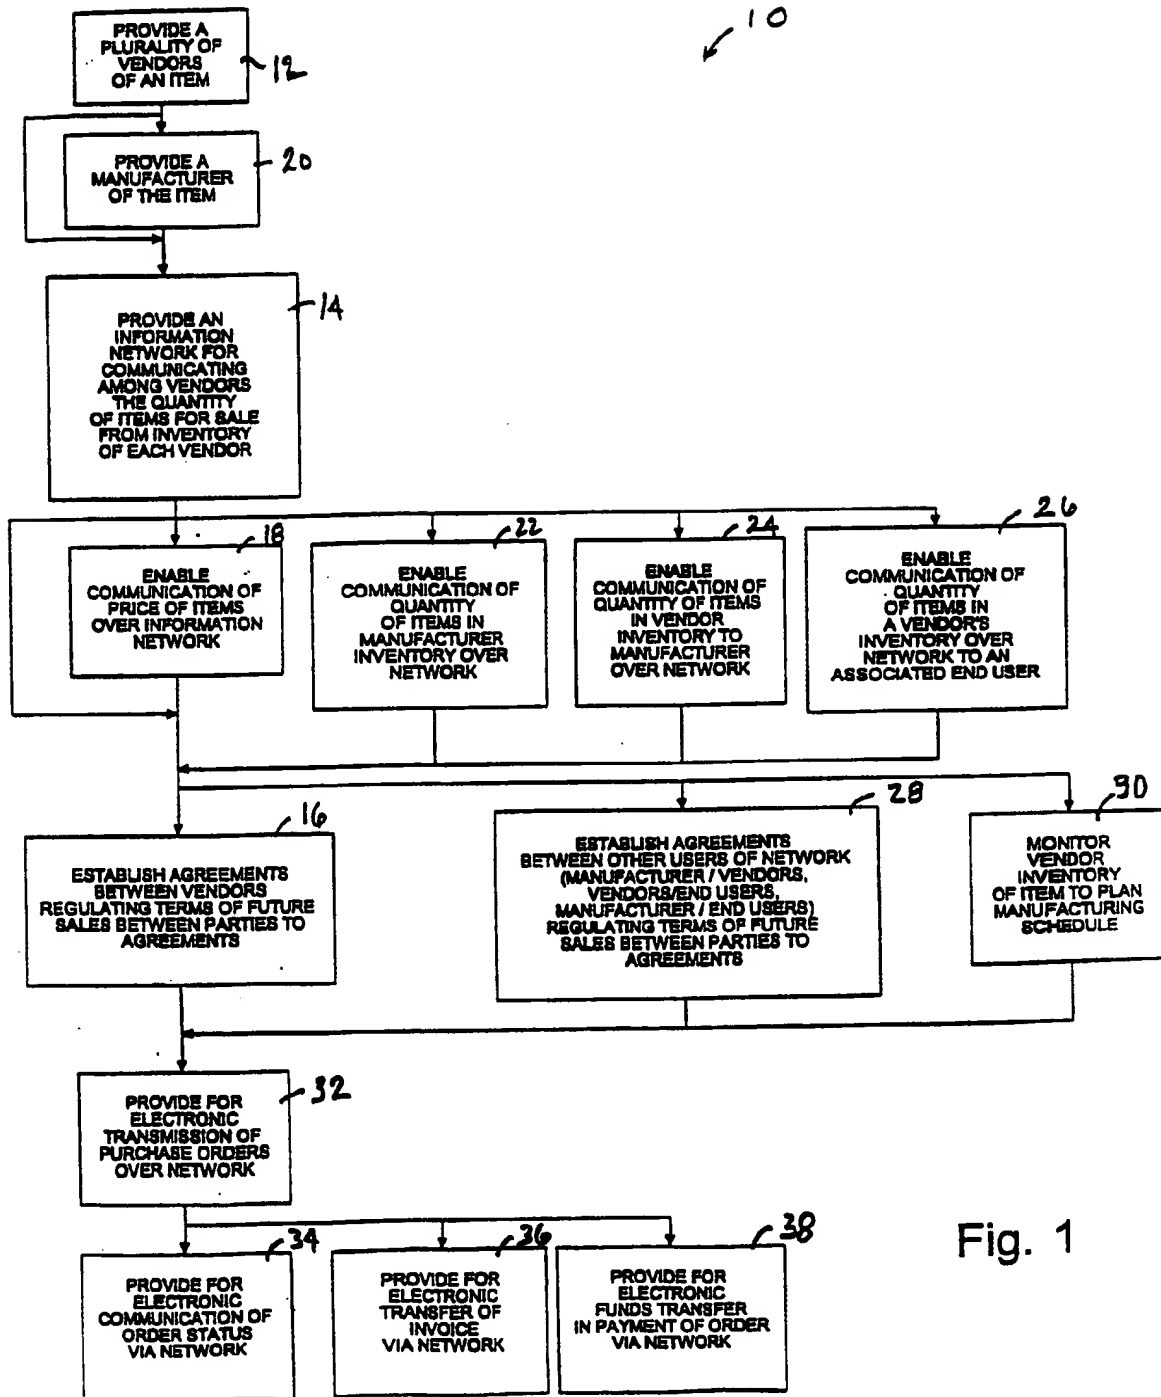 10
PROVIDE A
PLURALITY OF
VENDORS
OF AN ITEM
12
PROVIDE A
MANUFACTURER
OF THE ITEM
20
PROVIDE AN
INFORMATION
NETWORK FOR
COMMUNICATING
AMONG VENDORS
THE QUANTITY
OF ITEMS FOR SALE
FROM INVENTORY
OF EACH VENDOR
14
18
ENABLE
COMMUNICATION OF
PRICE OF ITEMS
OVER INFORMATION
NETWORK
22
ENABLE
COMMUNICATION OF
QUANTITY
OF ITEMS IN
MANUFACTURER
INVENTORY OVER
NETWORK
24
ENABLE
COMMUNICATION OF
QUANTITY OF ITEMS
IN VENDOR
INVENTORY TO
MANUFACTURER
OVER NETWORK
26
ENABLE
COMMUNICATION OF
QUANTITY
OF ITEMS IN
A VENDOR'S
INVENTORY OVER
NETWORK TO AN
ASSOCIATED END USER
16
ESTABLISH AGREEMENTS
BETWEEN VENDORS
REGULATING TERMS OF FUTURE
SALES BETWEEN PARTIES TO
AGREEMENTS
28
ESTABLISH AGREEMENTS
BETWEEN OTHER USERS OF NETWORK
(MANUFACTURER / VENDORS,
VENDORS/END USERS,
MANUFACTURER / END USERS)
REGULATING TERMS OF FUTURE
SALES BETWEEN PARTIES TO
AGREEMENTS
30
MONITOR
VENDOR
INVENTORY
OF ITEM TO PLAN
MANUFACTURING
SCHEDULE
PROVIDE FOR
ELECTRONIC
TRANSMISSION OF
PURCHASE ORDERS
OVER NETWORK
32
34
PROVIDE FOR
ELECTRONIC
COMMUNICATION OF
ORDER STATUS
VIA NETWORK
36
PROVIDE FOR
ELECTRONIC
TRANSFER OF
INVOICE
VIA NETWORK
38
PROVIDE FOR
ELECTRONIC
FUNDS TRANSFER
IN PAYMENT OF ORDER
VIA NETWORK
Fig. 1